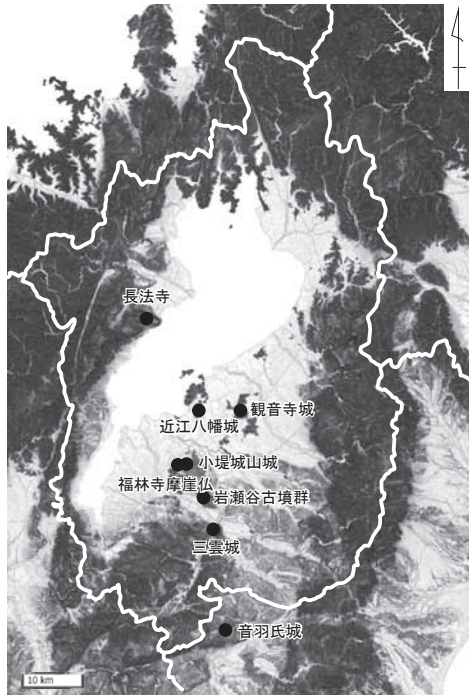 長法寺
観音寺城
近江八幡城
小堤城山城
福林寺摩崖仏
岩瀬谷古墳群
三雲城
音羽氏城
10 km